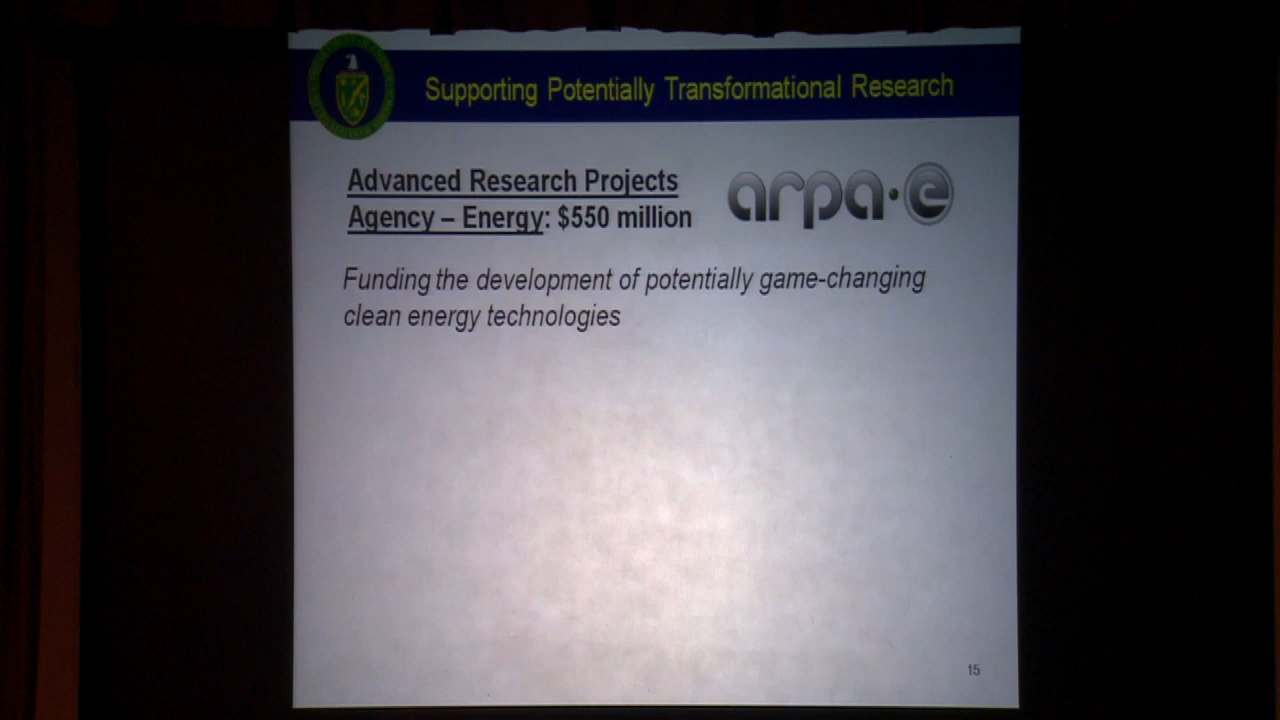 Supporting Potentially Transformational Research
Advanced Research Projects
Agency – Energy: $550 million
arpa·e
Funding the development of potentially game-changing
clean energy technologies
15